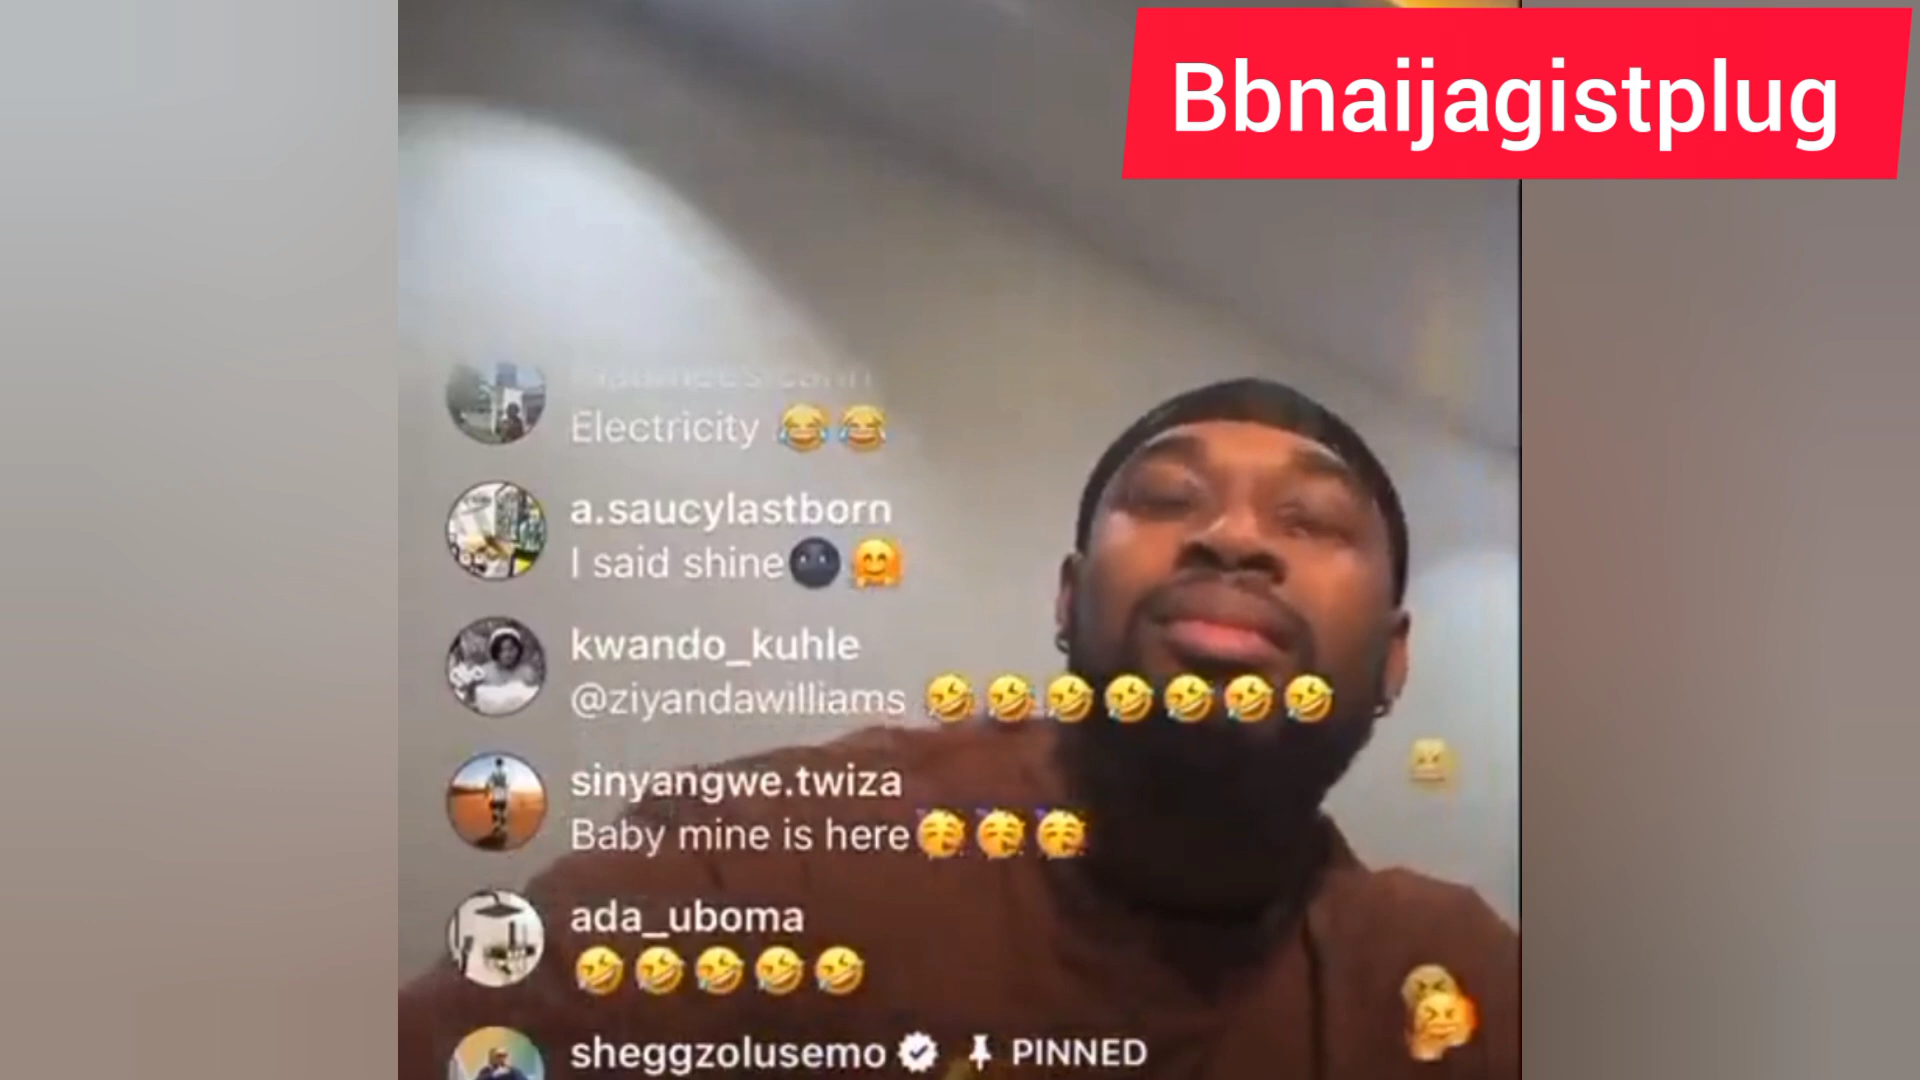 Bbnaijagistplug
Electricity 😂😂
a.saucylastborn
I said shine🌚🤗
kwando_kuhle
@ziyandawilliams 🤣🤣🤣🤣🤣🤣🤣
sinyangwe.twiza
Baby mine is here🥳🥳🥳
ada_uboma
🤣🤣🤣🤣🤣
sheggzolusemo PINNED